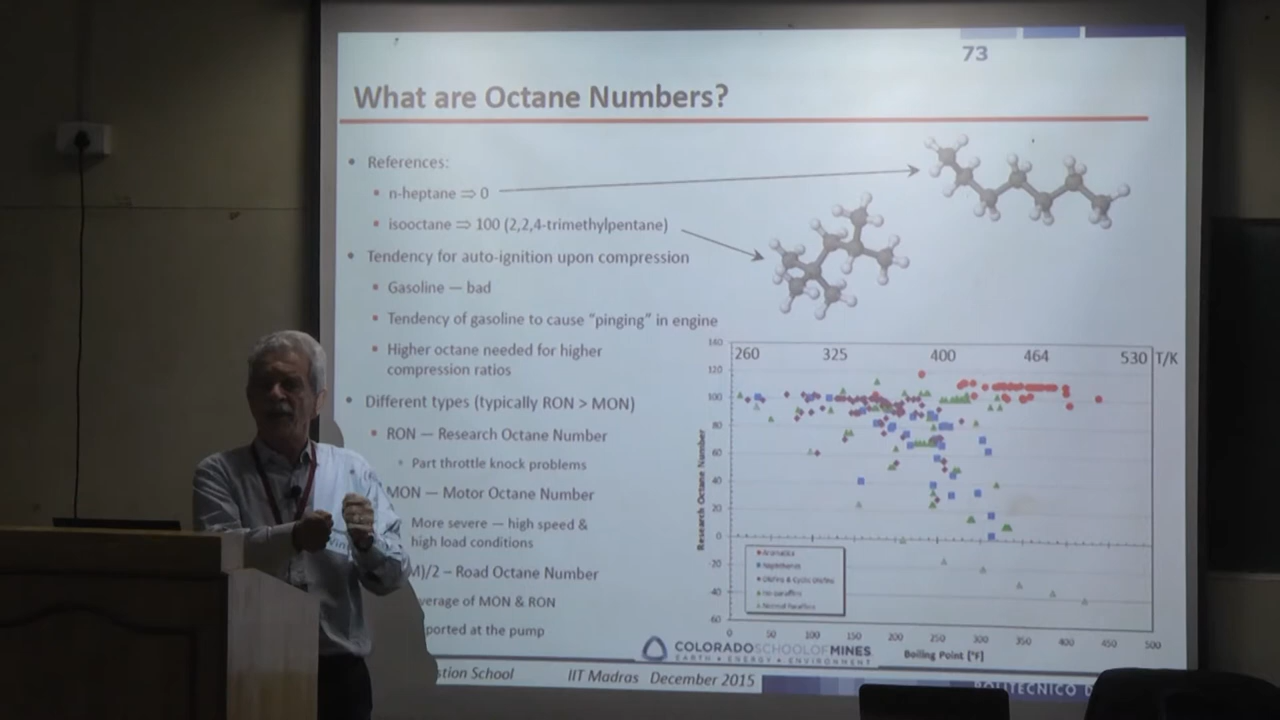 73
What are Octane Numbers?
• References:
▪ n-heptane ⇒ 0
▪ isooctane ⇒ 100 (2,2,4-trimethylpentane)
• Tendency for auto-ignition upon compression
▪ Gasoline — bad
▪ Tendency of gasoline to cause “pinging” in engine
▪ Higher octane needed for higher
compression ratios
• Different types (typically RON > MON)
▪ RON — Research Octane Number
▪ Part throttle knock problems
MON — Motor Octane Number
More severe — high speed &
high load conditions
M)/2 – Road Octane Number
verage of MON & RON
ported at the pump
260 325 400 464 530 T/K
140
120
100
80
60
40
20
0
-20
-40
60
Research Octane Number
Aromatics
Naphthenes
Olefins & Cyclic Olefins
Iso-paraffins
Normal Paraffins
0 50 100 150 200 250 300 350 400 450 500
Boiling Point [°F]
COLORADOSCHOOLOFMINES
EARTH • ENERGY • ENVIRONMENT
stion School IIT Madras December 2015
POLITECNICO D